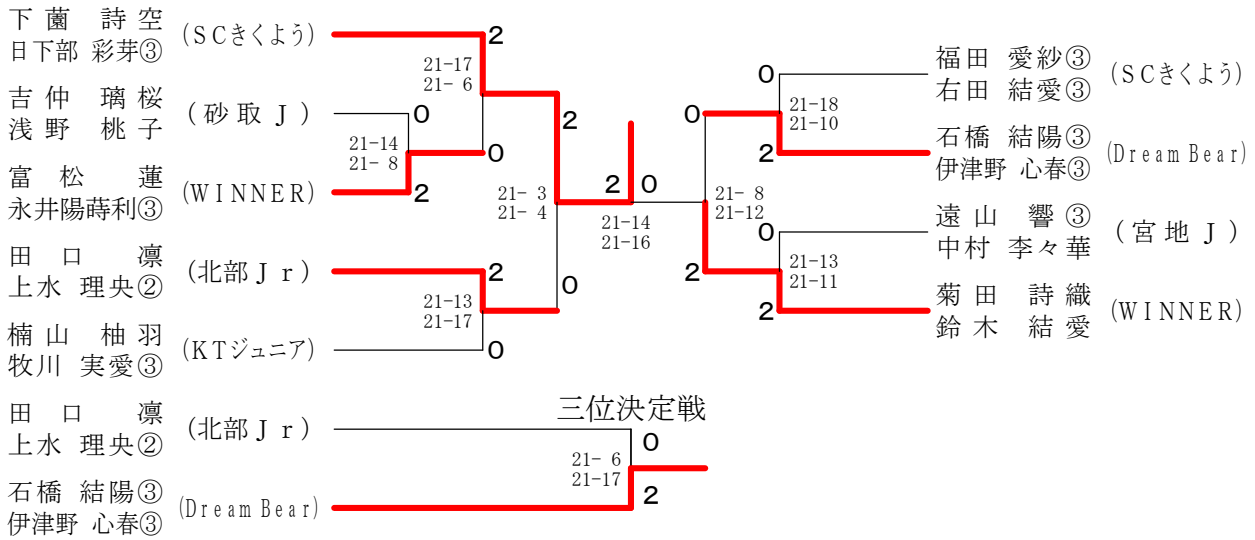 下薗 詩空
日下部 彩芽③
(SCきくよう)
2
21-17
21- 6
吉仲 璃桜
浅野 桃子
(砂取J)
0
21-14
21- 8
0
富松 蓮
永井陽蒔利③
(WINNER)
2
2
21- 3
21- 4
田口 凛
上水 理央②
(北部Jr)
2
0
21-13
21-17
楠山 柚羽
牧川 実愛③
(KTジュニア)
0
2 0
21-14
21-16
0
福田 愛紗③
右田 結愛③
(SCきくよう)
0
21-18
21-10
2
石橋 結陽③
伊津野 心春③
(Dream Bear)
21- 8
21-12
0
遠山 響③
中村 李々華
(宮地J)
2
21-13
21-11
2
菊田 詩織
鈴木 結愛
(WINNER)
三位決定戦
田口 凛
上水 理央②
(北部Jr)
0
21- 6
21-17
2
石橋 結陽③
伊津野 心春③
(Dream Bear)